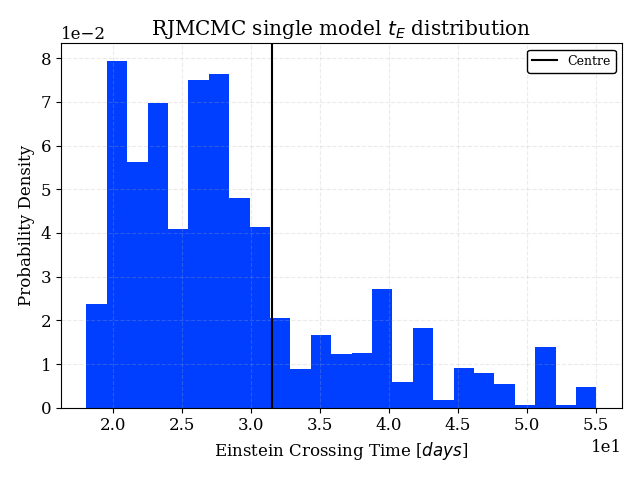 RJMCMC single model t_E distribution
1e−2
Centre
8
7
6
5
4
3
2
1
0
Probability Density
2.0 2.5 3.0 3.5 4.0 4.5 5.0 5.5
1e1
Einstein Crossing Time [days]